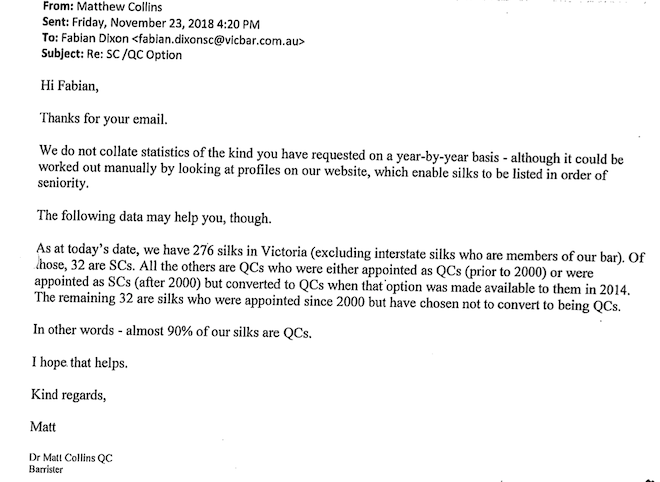 From: Matthew Collins
Sent: Friday, November 23, 2018 4:20 PM
To: Fabian Dixon <fabian.dixonsc@vicbar.com.au>
Subject: Re: SC/QC Option
Hi Fabian,
Thanks for your email.
We do not collate statistics of the kind you have requested on a year-by-year basis - although it could be
worked out manually by looking at profiles on our website, which enable silks to be listed in order of
seniority.
The following data may help you, though.
As at today's date, we have 276 silks in Victoria (excluding interstate silks who are members of our bar). Of
those, 32 are SCs. All the others are QCs who were either appointed as QCs (prior to 2000) or were
appointed as SCs (after 2000) but converted to QCs when that option was made available to them in 2014.
The remaining 32 are silks who were appointed since 2000 but have chosen not to convert to being QCs.
In other words - almost 90% of our silks are QCs.
I hope that helps.
Kind regards,
Matt
Dr Matt Collins QC
Barrister